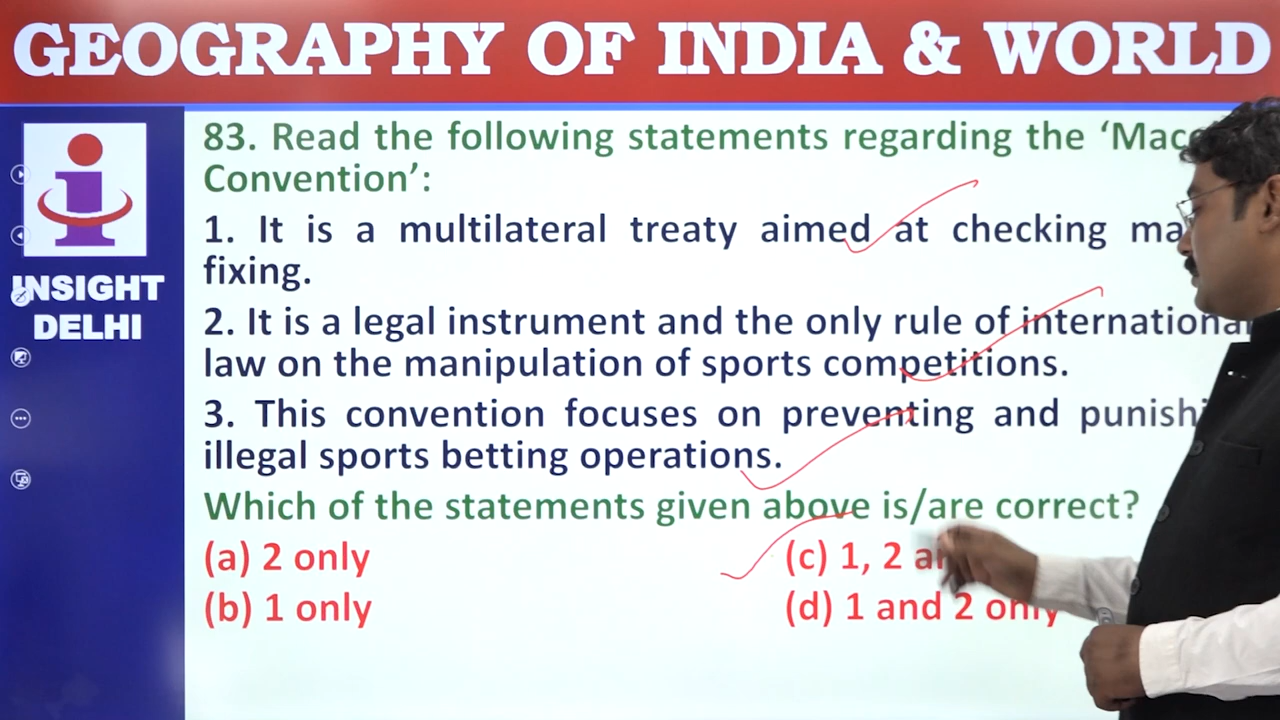 GEOGRAPHY OF INDIA & WORLD
INSIGHT
DELHI
83. Read the following statements regarding the
Convention’:
1. It is a multilateral treaty aimed at checking
fixing.
2. It is a legal instrument and the only rule of international
law on the manipulation of sports competitions.
3. This convention focuses on preventing and
illegal sports betting operations.
Which of the statements given above is/are correct?
(a) 2 only
(c) 1, 2
(b) 1 only
(d) 1 and 2 only